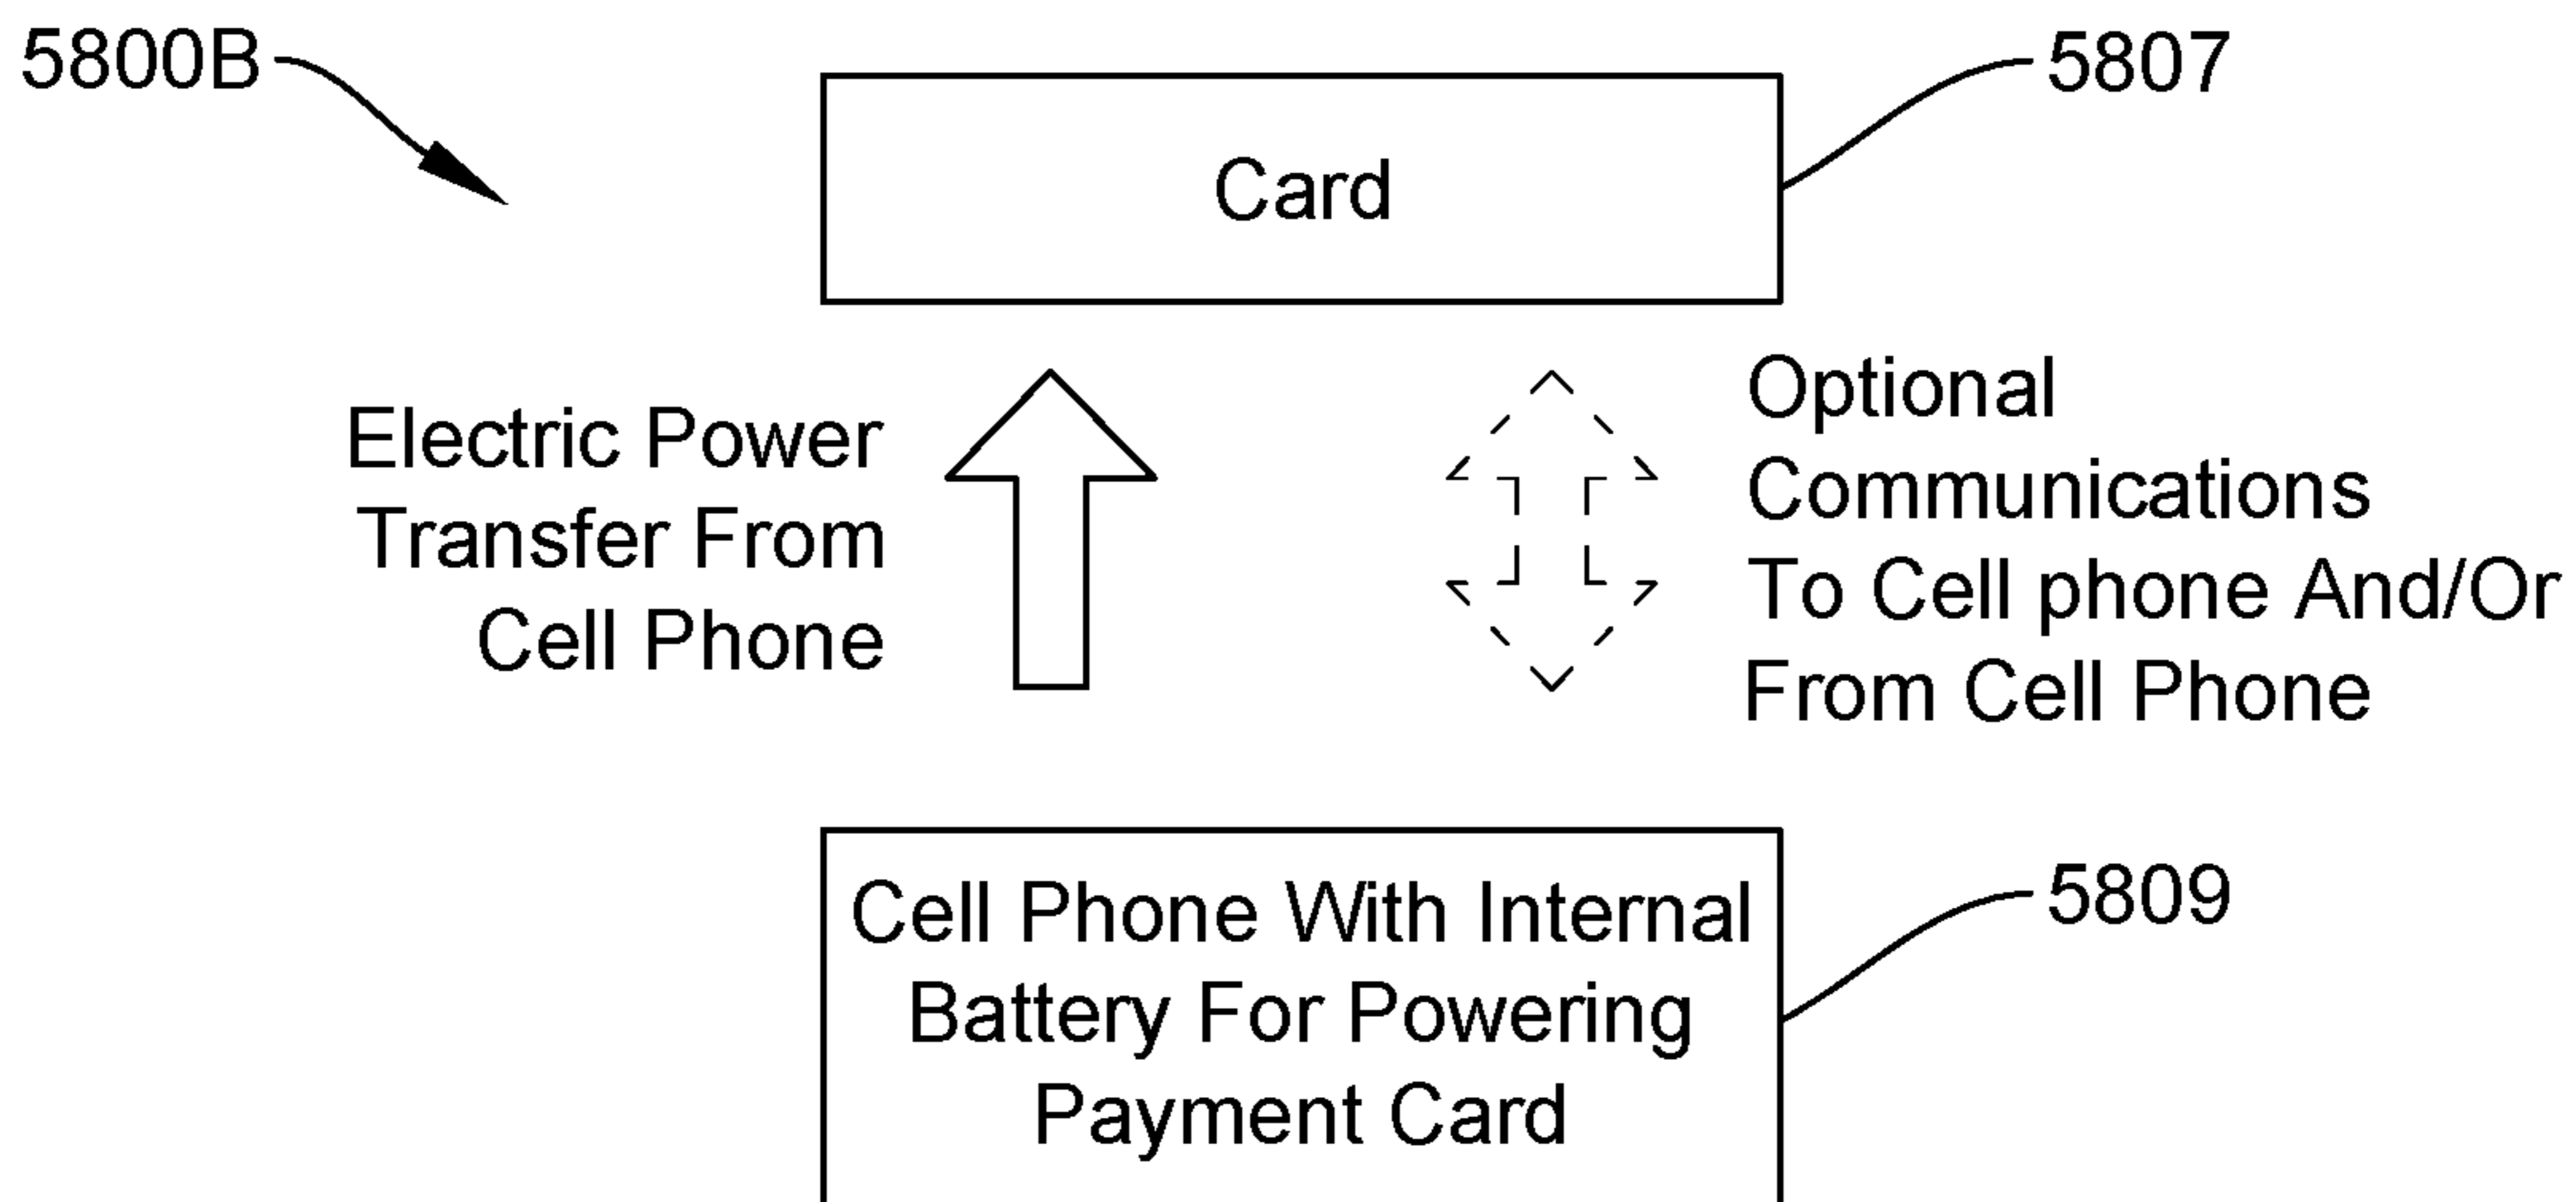 5800B
5807
Card
Electric Power
Transfer From
Cell Phone
Optional
Communications
To Cell phone And/Or
From Cell Phone
Cell Phone With Internal
Battery For Powering
Payment Card
5809